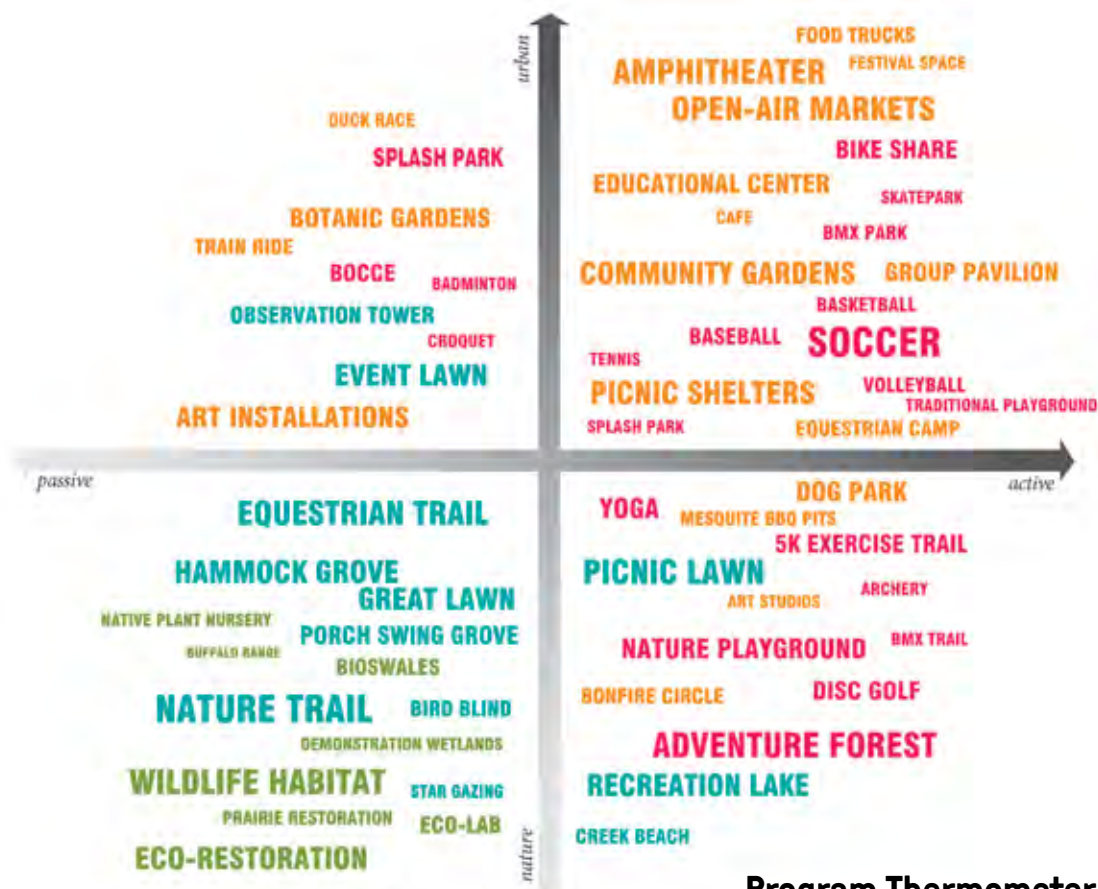 urban
FOOD TRUCKS
AMPHITHEATER
FESTIVAL SPACE
OPEN-AIR MARKETS
DUCK RACE
SPLASH PARK
BIKE SHARE
EDUCATIONAL CENTER
SKATEPARK
BOTANIC GARDENS
CAFE
BMX PARK
TRAIN RIDE
BOCCE
BADMINTON
COMMUNITY GARDENS
GROUP PAVILION
OBSERVATION TOWER
BASKETBALL
CROQUET
BASEBALL
SOCCER
TENNIS
EVENT LAWN
PICNIC SHELTERS
VOLLEYBALL
TRADITIONAL PLAYGROUND
ART INSTALLATIONS
SPLASH PARK
EQUESTRIAN CAMP
passive
active
EQUESTRIAN TRAIL
YOGA
DOG PARK
MESQUITE BBQ PITS
5K EXERCISE TRAIL
HAMMOCK GROVE
PICNIC LAWN
GREAT LAWN
ART STUDIOS
ARCHERY
NATIVE PLANT NURSERY
PORCH SWING GROVE
NATURE PLAYGROUND
BMX TRAIL
BUFFALO RANGE
BIOSWALES
NATURE TRAIL
BIRD BLIND
BONFIRE CIRCLE
DISC GOLF
DEMONSTRATION WETLANDS
ADVENTURE FOREST
WILDLIFE HABITAT
STAR GAZING
RECREATION LAKE
PRAIRIE RESTORATION
ECO-LAB
CREEK BEACH
ECO-RESTORATION
nature
Program Thermometer